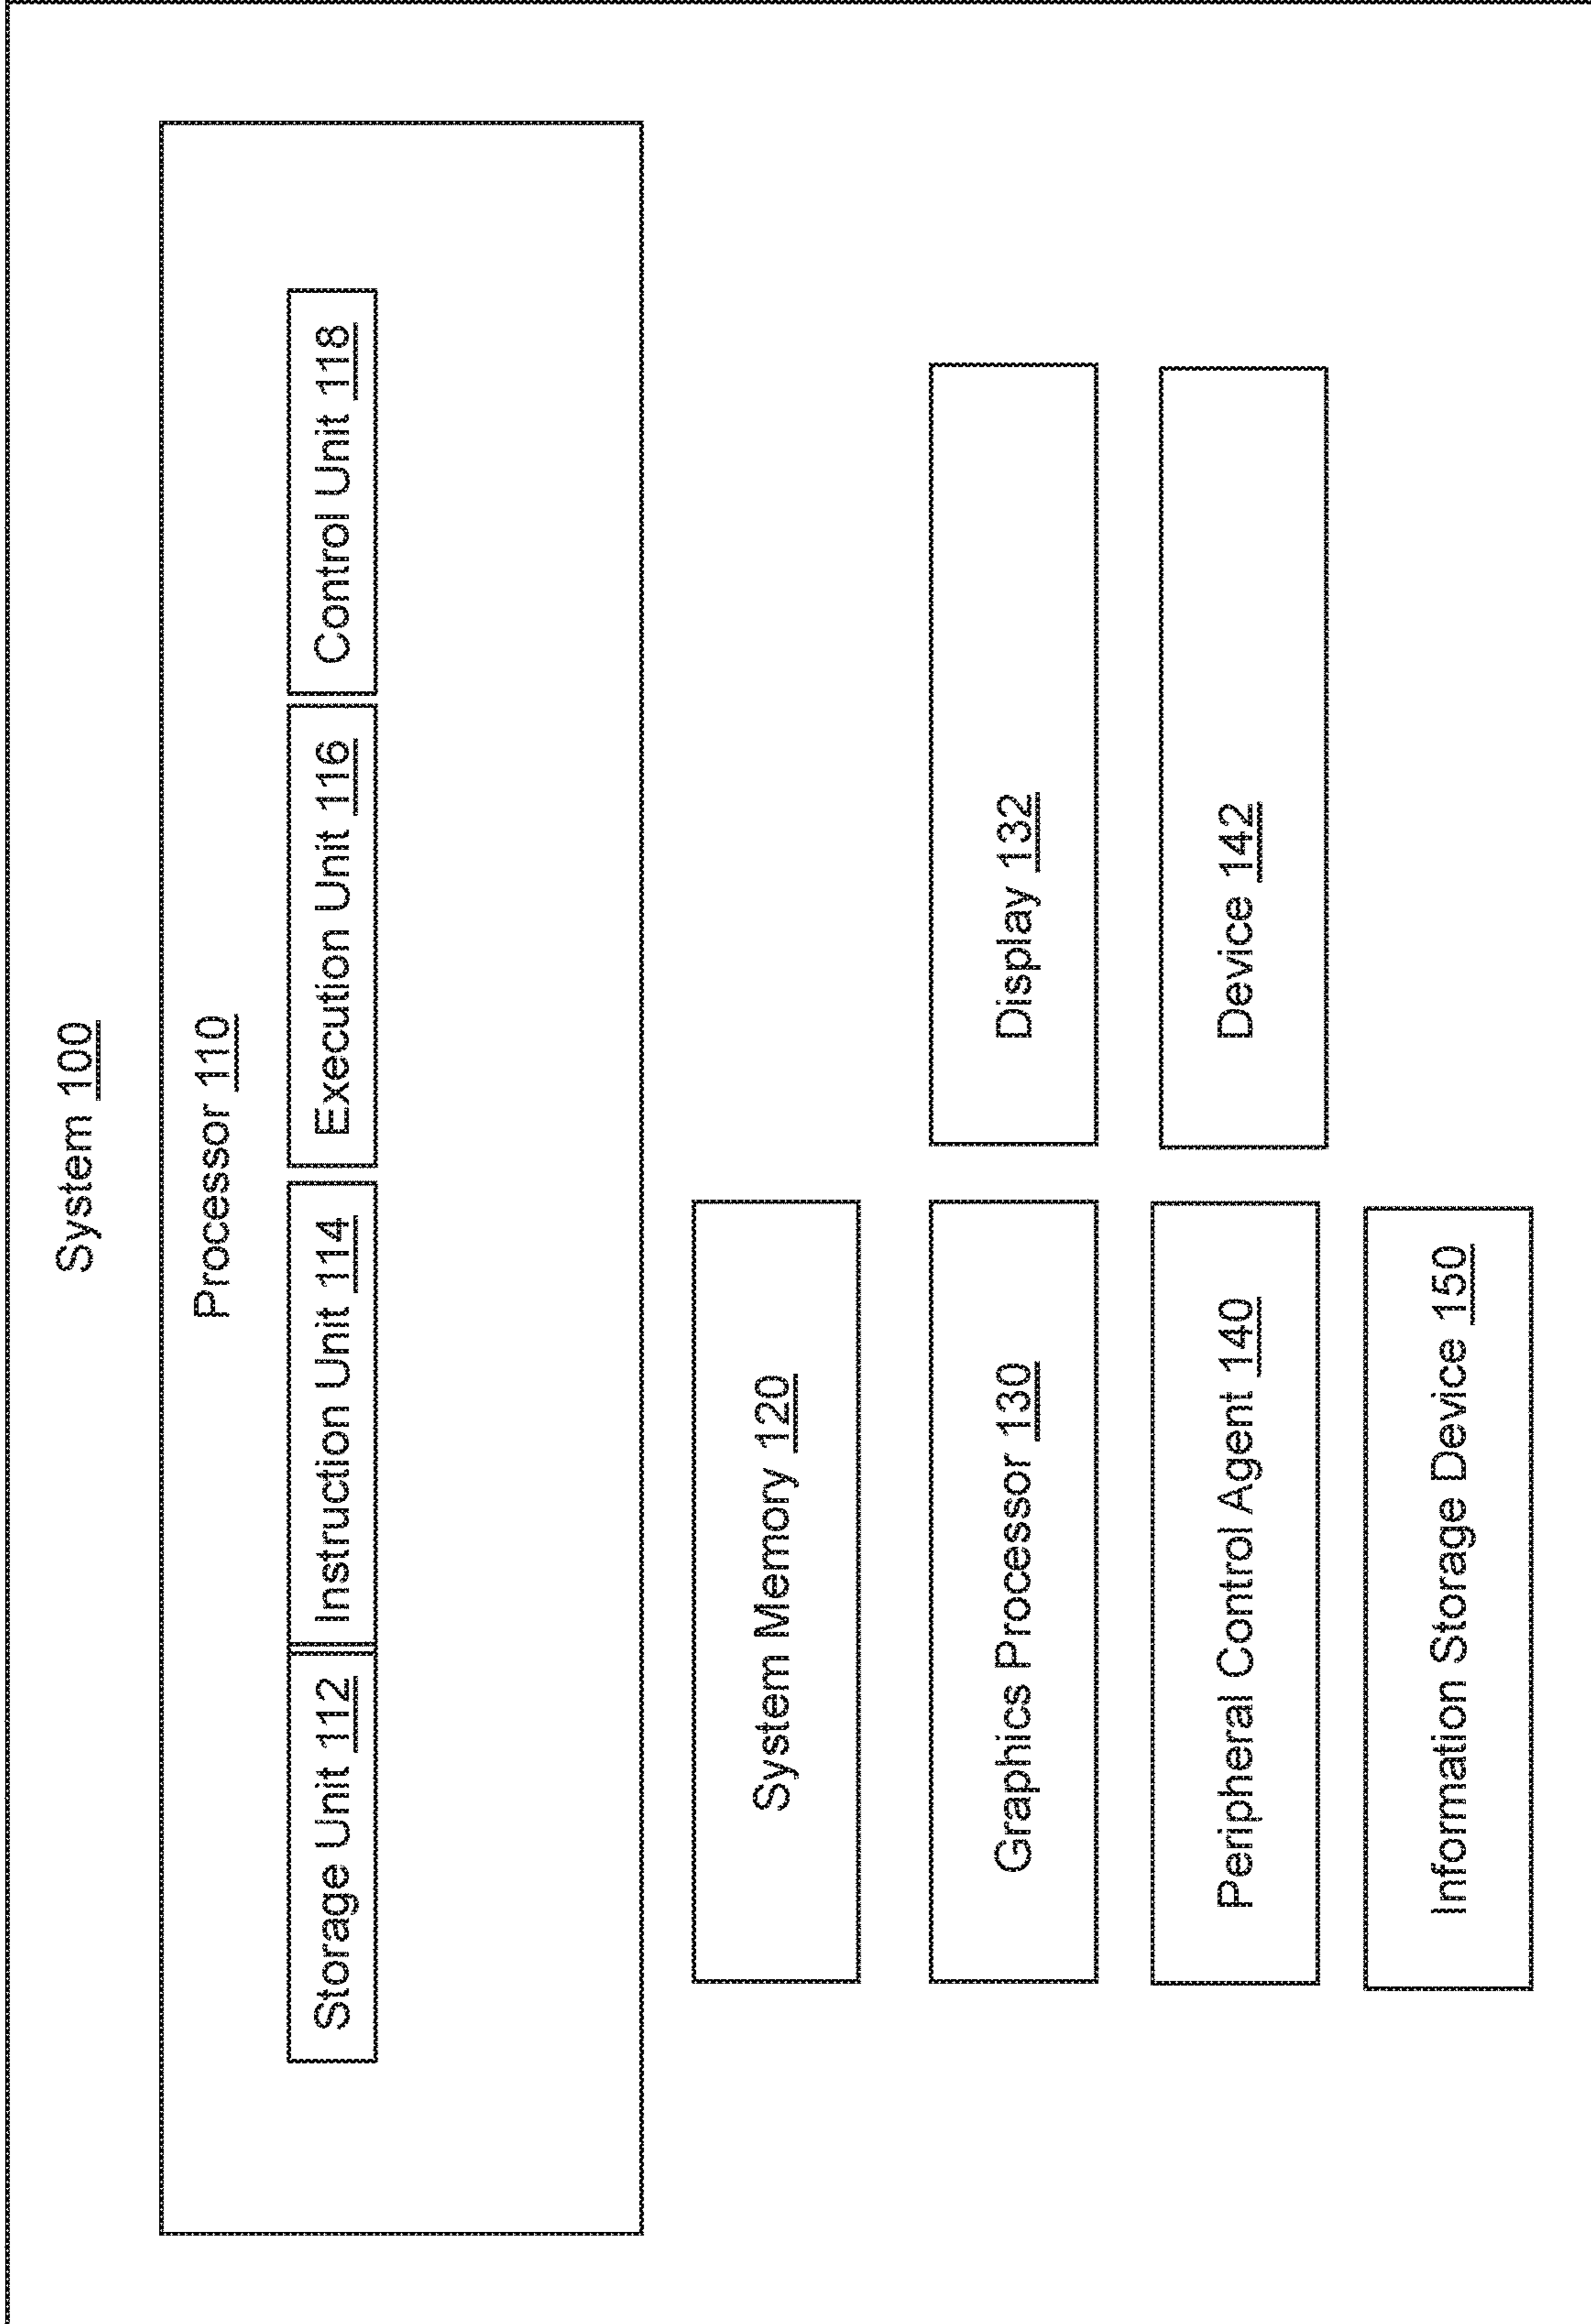 System 100
Processor 110
Storage Unit 112
Instruction Unit 114
Execution Unit 116
Control Unit 118
System Memory 120
Graphics Processor 130
Display 132
Peripheral Control Agent 140
Device 142
Information Storage Device 150